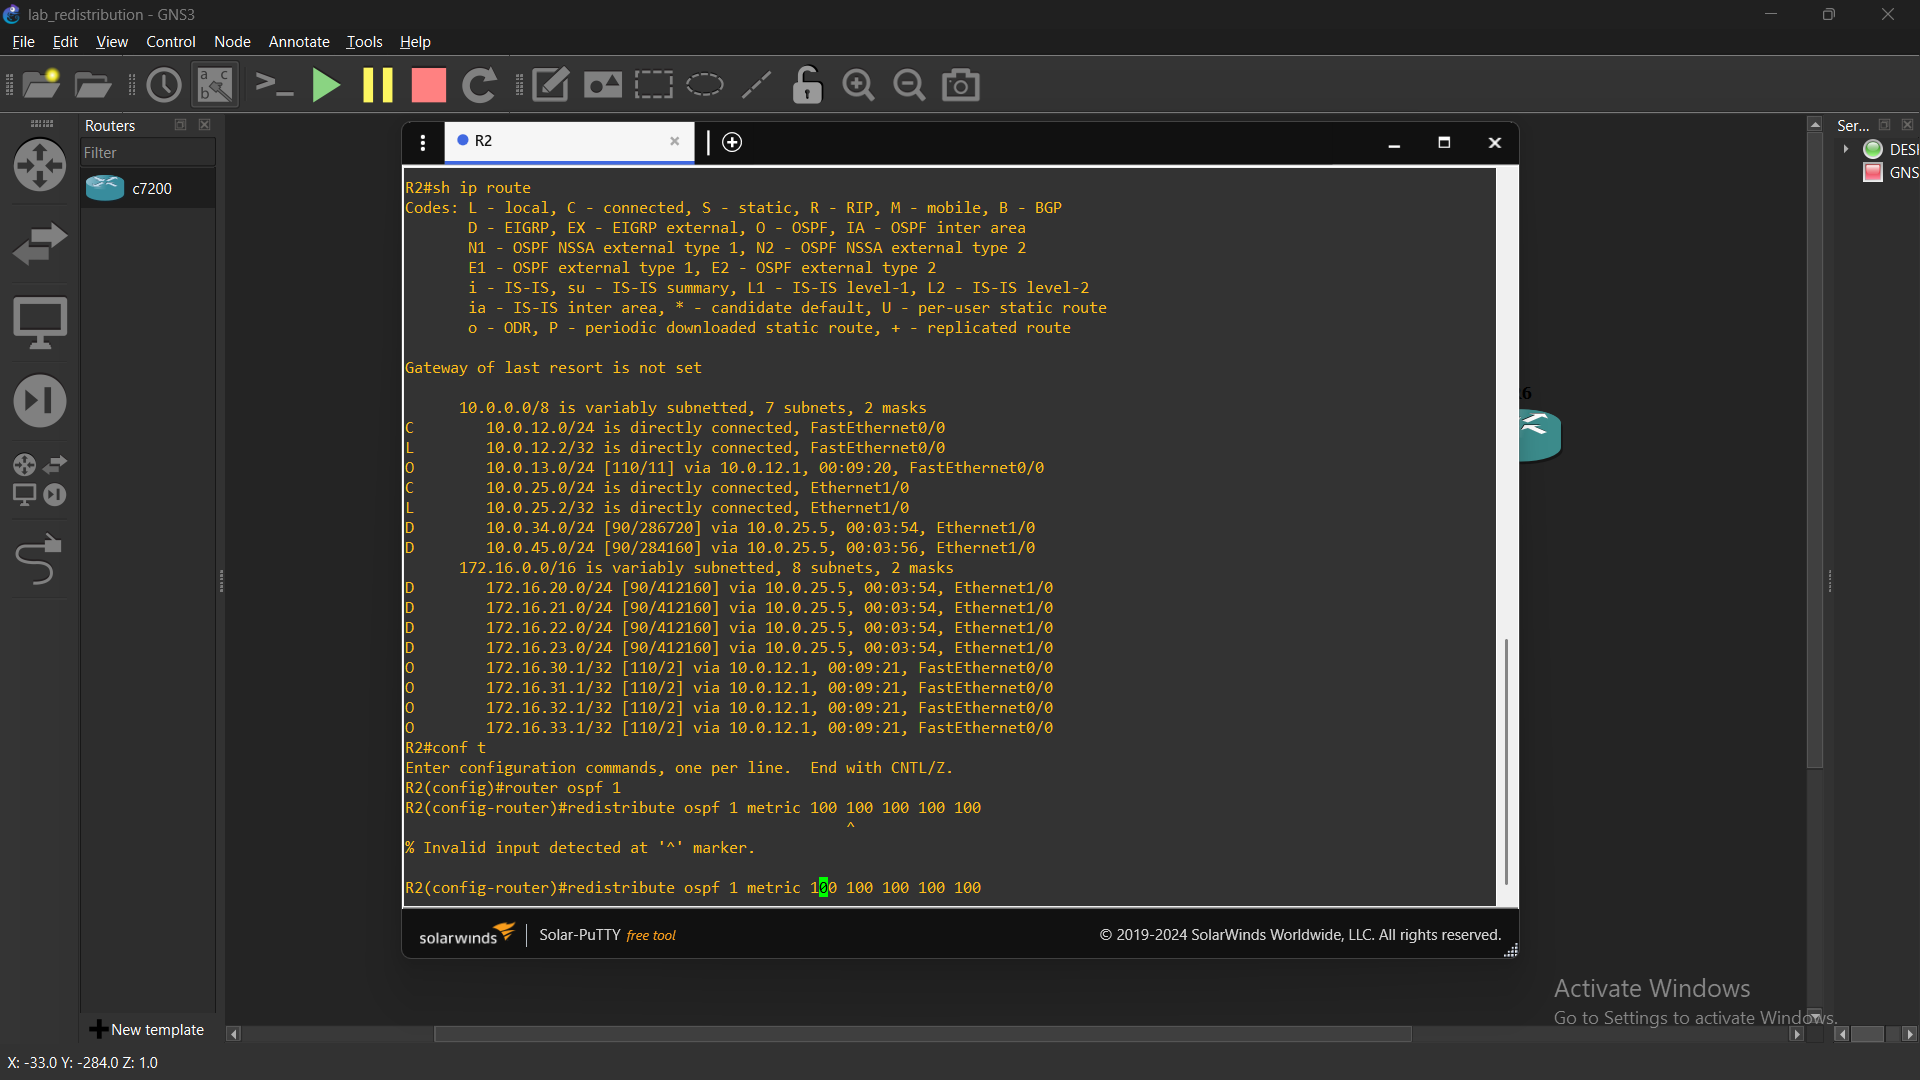 lab_redistribution - GNS3
File Edit View Control Node Annotate Tools Help
Routers
Filter
c7200
New template
X: -33.0 Y: -284.0 Z: 1.0
R2
R2#sh ip route
Codes: L - local, C - connected, S - static, R - RIP, M - mobile, B - BGP
D - EIGRP, EX - EIGRP external, O - OSPF, IA - OSPF inter area
N1 - OSPF NSSA external type 1, N2 - OSPF NSSA external type 2
E1 - OSPF external type 1, E2 - OSPF external type 2
i - IS-IS, su - IS-IS summary, L1 - IS-IS level-1, L2 - IS-IS level-2
ia - IS-IS inter area, * - candidate default, U - per-user static route
o - ODR, P - periodic downloaded static route, + - replicated route
Gateway of last resort is not set
10.0.0.0/8 is variably subnetted, 7 subnets, 2 masks
C 10.0.12.0/24 is directly connected, FastEthernet0/0
L 10.0.12.2/32 is directly connected, FastEthernet0/0
O 10.0.13.0/24 [110/11] via 10.0.12.1, 00:09:20, FastEthernet0/0
C 10.0.25.0/24 is directly connected, Ethernet1/0
L 10.0.25.2/32 is directly connected, Ethernet1/0
D 10.0.34.0/24 [90/286720] via 10.0.25.5, 00:03:54, Ethernet1/0
D 10.0.45.0/24 [90/284160] via 10.0.25.5, 00:03:56, Ethernet1/0
172.16.0.0/16 is variably subnetted, 8 subnets, 2 masks
D 172.16.20.0/24 [90/412160] via 10.0.25.5, 00:03:54, Ethernet1/0
D 172.16.21.0/24 [90/412160] via 10.0.25.5, 00:03:54, Ethernet1/0
D 172.16.22.0/24 [90/412160] via 10.0.25.5, 00:03:54, Ethernet1/0
D 172.16.23.0/24 [90/412160] via 10.0.25.5, 00:03:54, Ethernet1/0
O 172.16.30.1/32 [110/2] via 10.0.12.1, 00:09:21, FastEthernet0/0
O 172.16.31.1/32 [110/2] via 10.0.12.1, 00:09:21, FastEthernet0/0
O 172.16.32.1/32 [110/2] via 10.0.12.1, 00:09:21, FastEthernet0/0
O 172.16.33.1/32 [110/2] via 10.0.12.1, 00:09:21, FastEthernet0/0
R2#conf t
Enter configuration commands, one per line. End with CNTL/Z.
R2(config)#router ospf 1
R2(config-router)#redistribute ospf 1 metric 100 100 100 100 100
^
% Invalid input detected at '^' marker.
R2(config-router)#redistribute ospf 1 metric 100 100 100 100 100
solarwinds Solar-PuTTY free tool
© 2019-2024 SolarWinds Worldwide, LLC. All rights reserved.
Ser...
DESH
GNS
Activate Windows
Go to Settings to activate Windows.